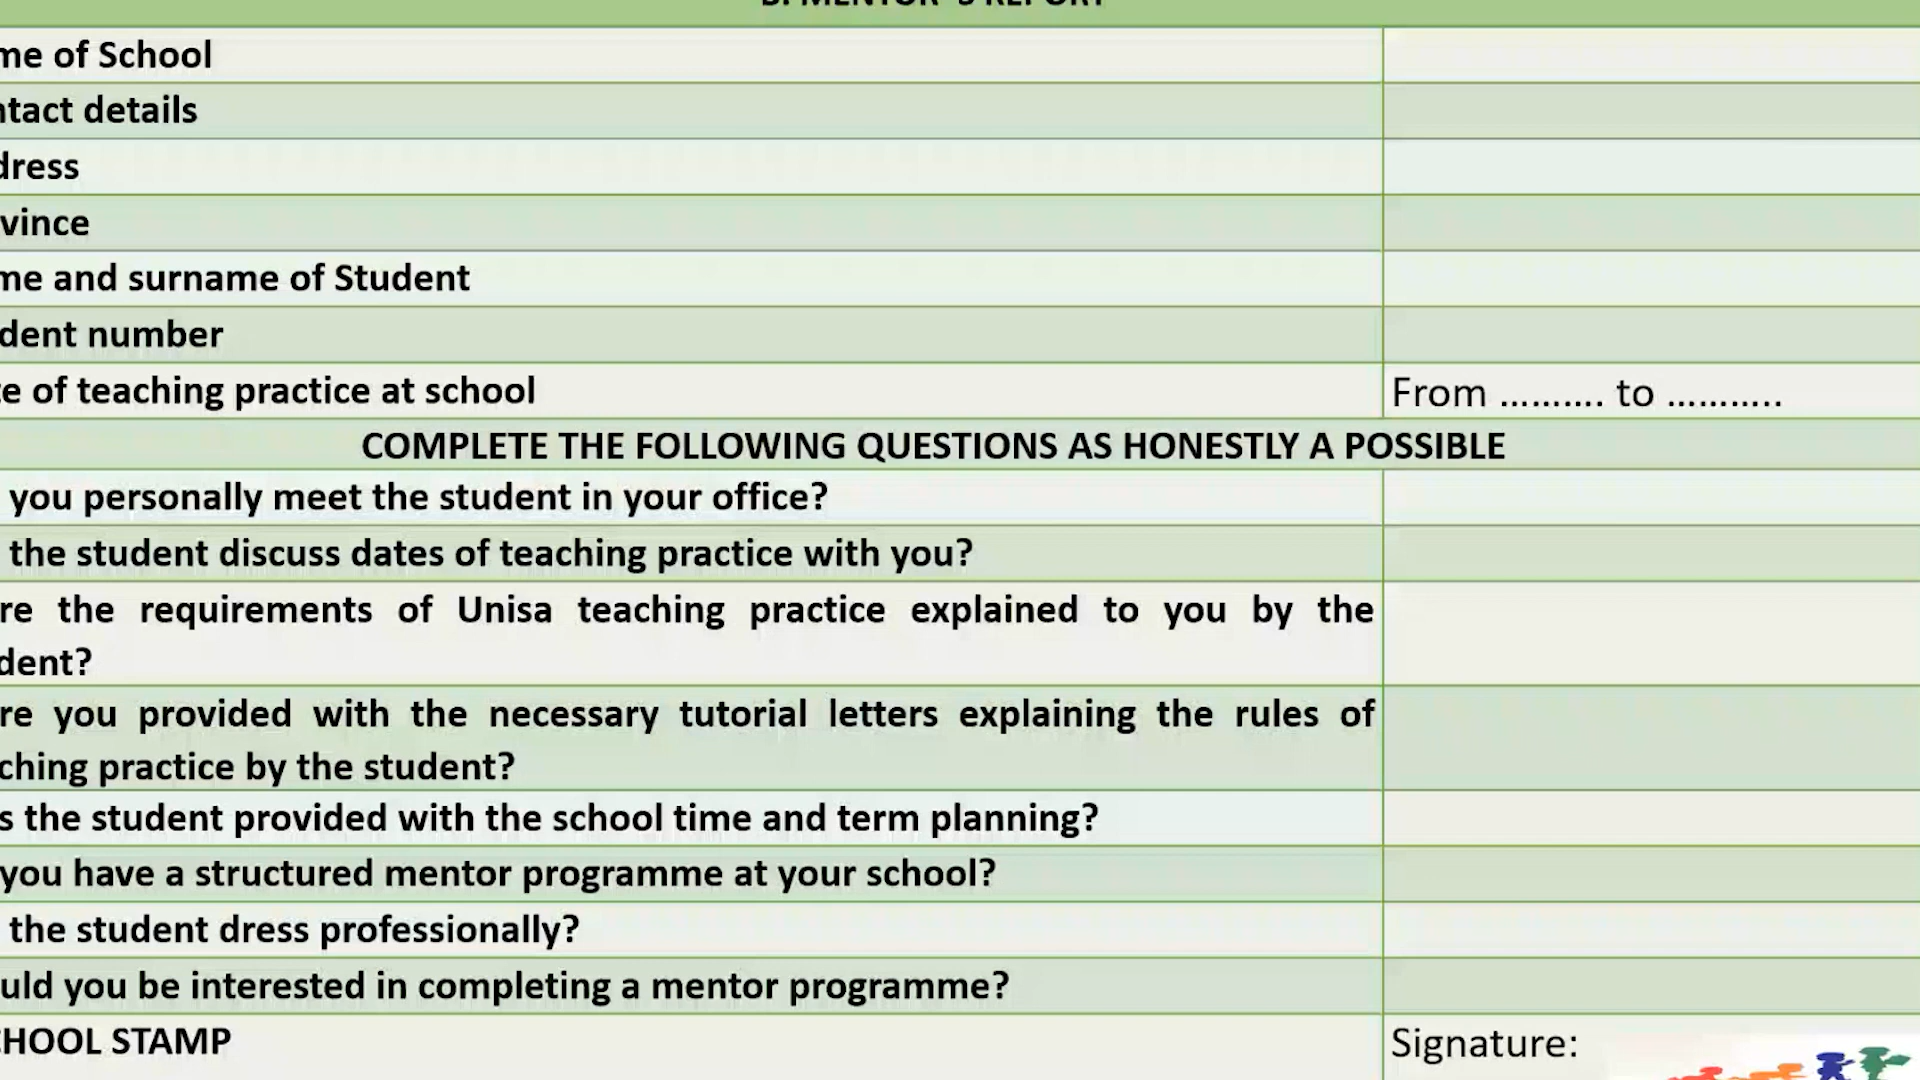 B. MENTOR'S REPORT
me of School
ntact details
dress
vince
me and surname of Student
dent number
te of teaching practice at school
From .......... to ...........
COMPLETE THE FOLLOWING QUESTIONS AS HONESTLY A POSSIBLE
you personally meet the student in your office?
the student discuss dates of teaching practice with you?
re the requirements of Unisa teaching practice explained to you by the
dent?
re you provided with the necessary tutorial letters explaining the rules of
ching practice by the student?
s the student provided with the school time and term planning?
you have a structured mentor programme at your school?
the student dress professionally?
uld you be interested in completing a mentor programme?
CHOOL STAMP
Signature: